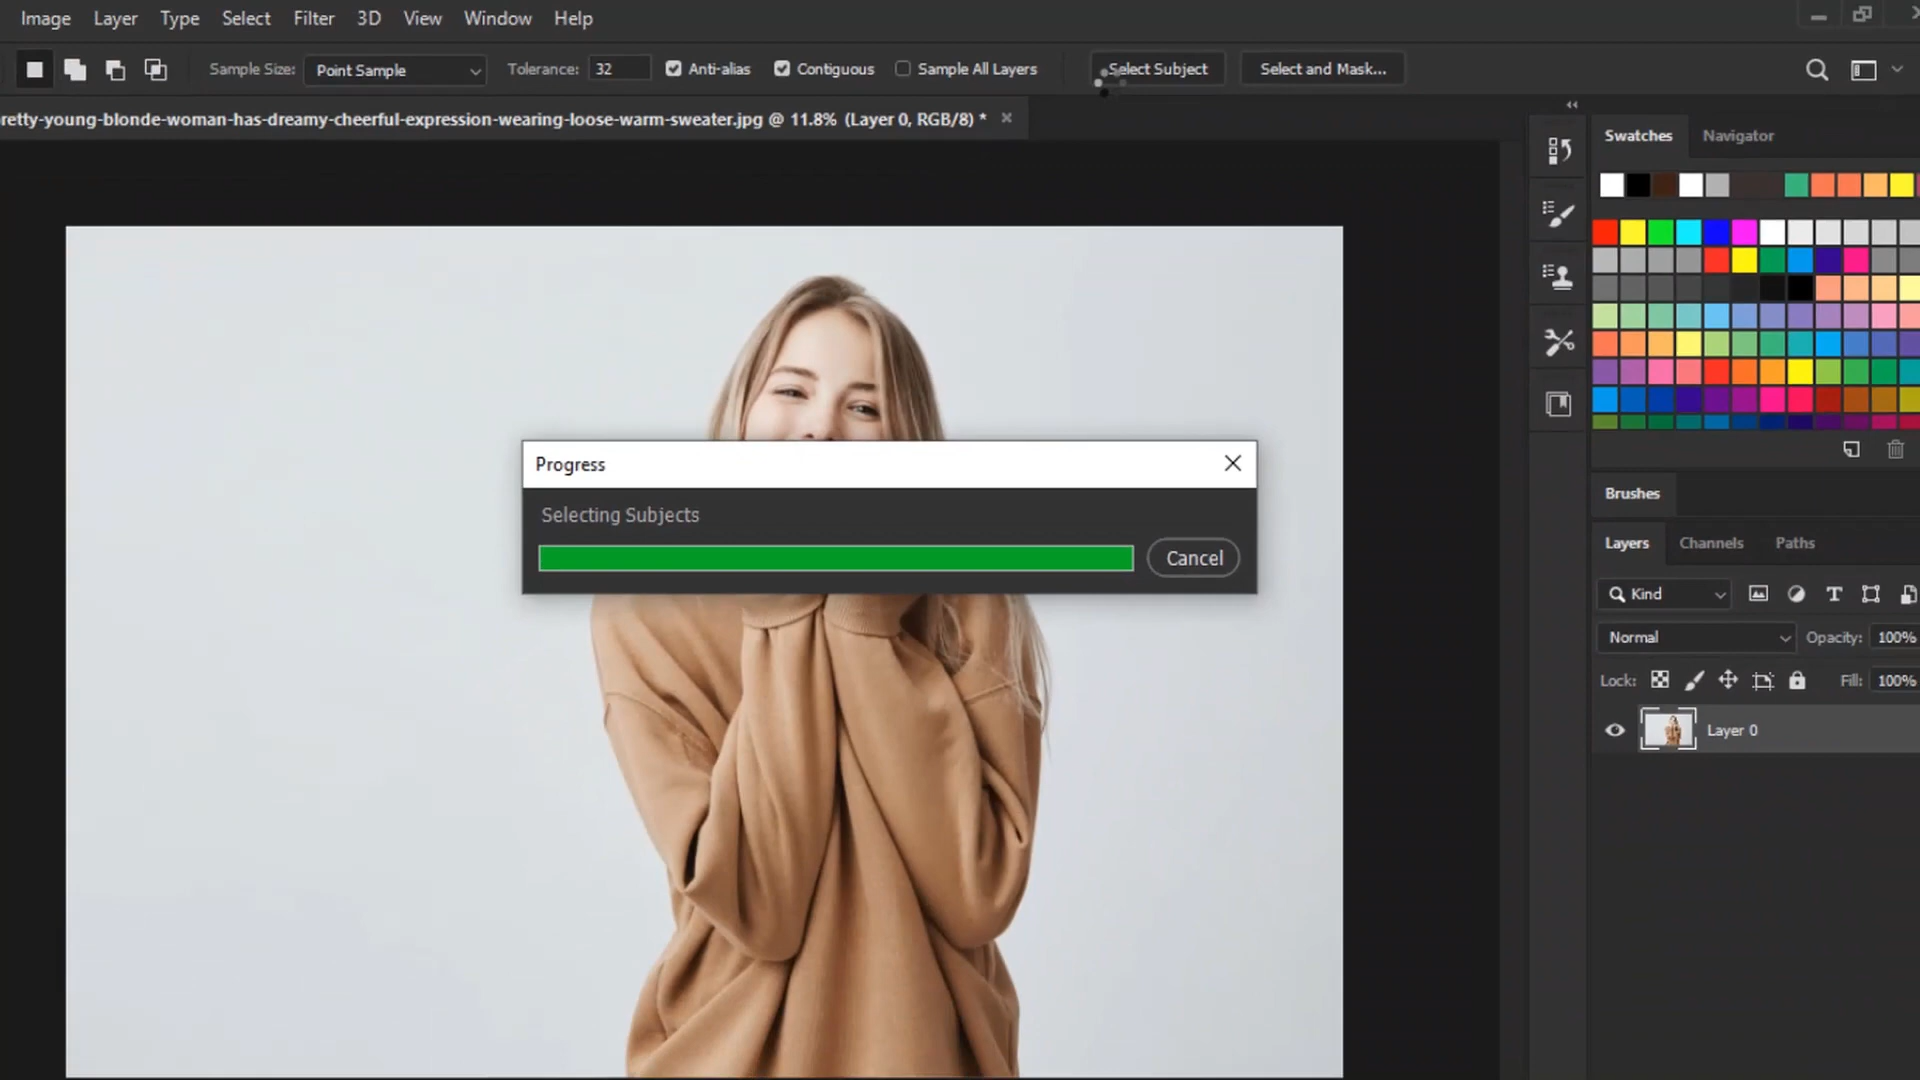 Image Layer Type Select Filter 3D View Window Help
Sample Size: Point Sample Tolerance: 32 Anti-alias Contiguous Sample All Layers Select Subject Select and Mask...
retty-young-blonde-woman-has-dreamy-cheerful-expression-wearing-loose-warm-sweater.jpg @ 11.8% (Layer 0, RGB/8) *
Swatches Navigator
Progress
Selecting Subjects
Cancel
Brushes
Layers Channels Paths
Kind
Normal Opacity: 100%
Lock: Fill: 100%
Layer 0